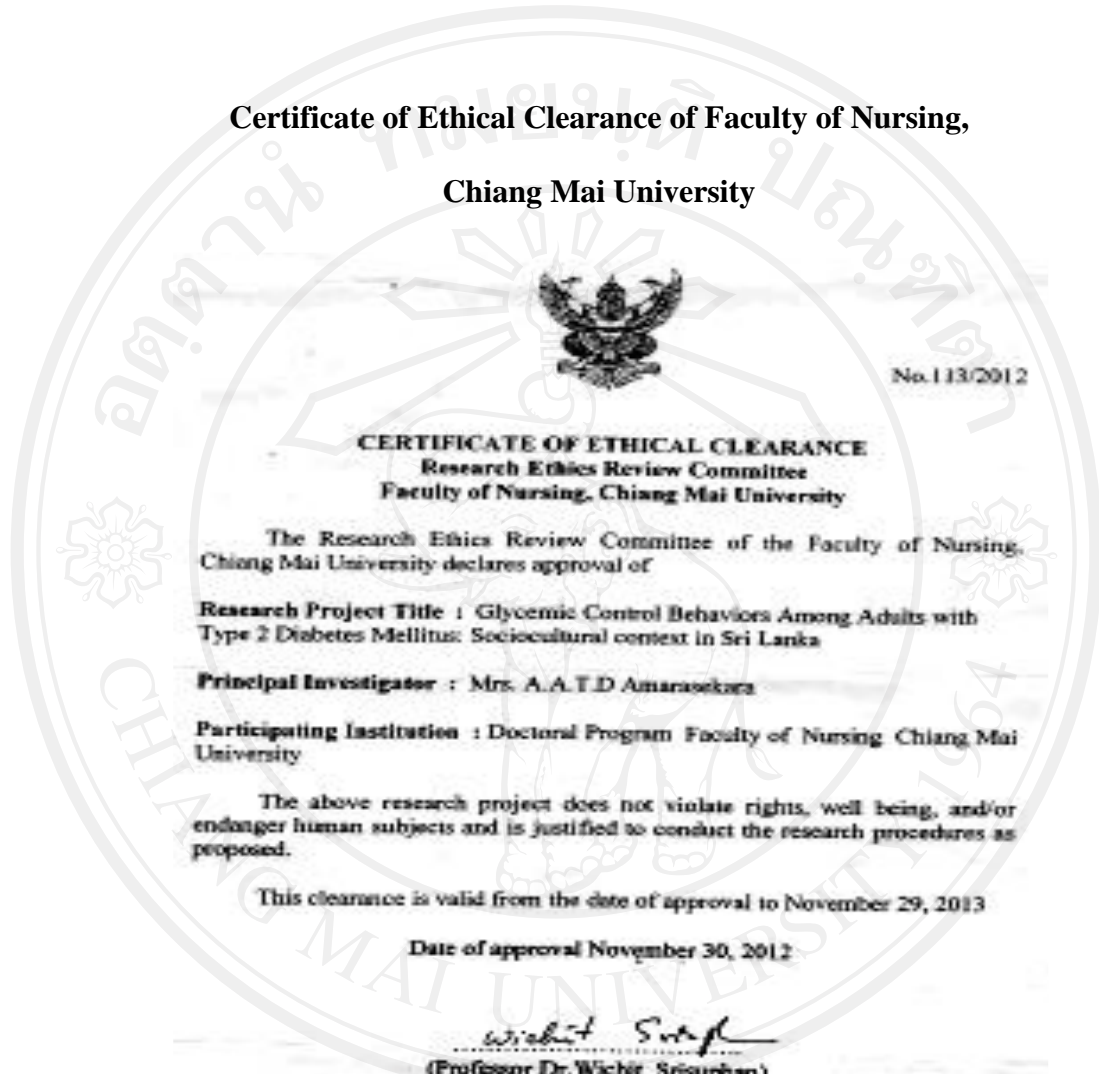 Certificate of Ethical Clearance of Faculty of Nursing,
Chiang Mai University
No.113/2012
CERTIFICATE OF ETHICAL CLEARANCE
Research Ethics Review Committee
Faculty of Nursing, Chiang Mai University
The Research Ethics Review Committee of the Faculty of Nursing,
Chiang Mai University declares approval of
Research Project Title : Glycemic Control Behaviors Among Adults with
Type 2 Diabetes Mellitus: Sociocultural context in Sri Lanka
Principal Investigator : Mrs. A.A.T.D Amarasekara
Participating Institution : Doctoral Program Faculty of Nursing Chiang Mai
University
The above research project does not violate rights, well being, and/or
endanger human subjects and is justified to conduct the research procedures as
proposed.
This clearance is valid from the date of approval to November 29, 2013
Date of approval November 30, 2012
Wichit
(Professor Dr.Wichit Srisuphan)
CHIANG MAI UNIVERSITY 1964